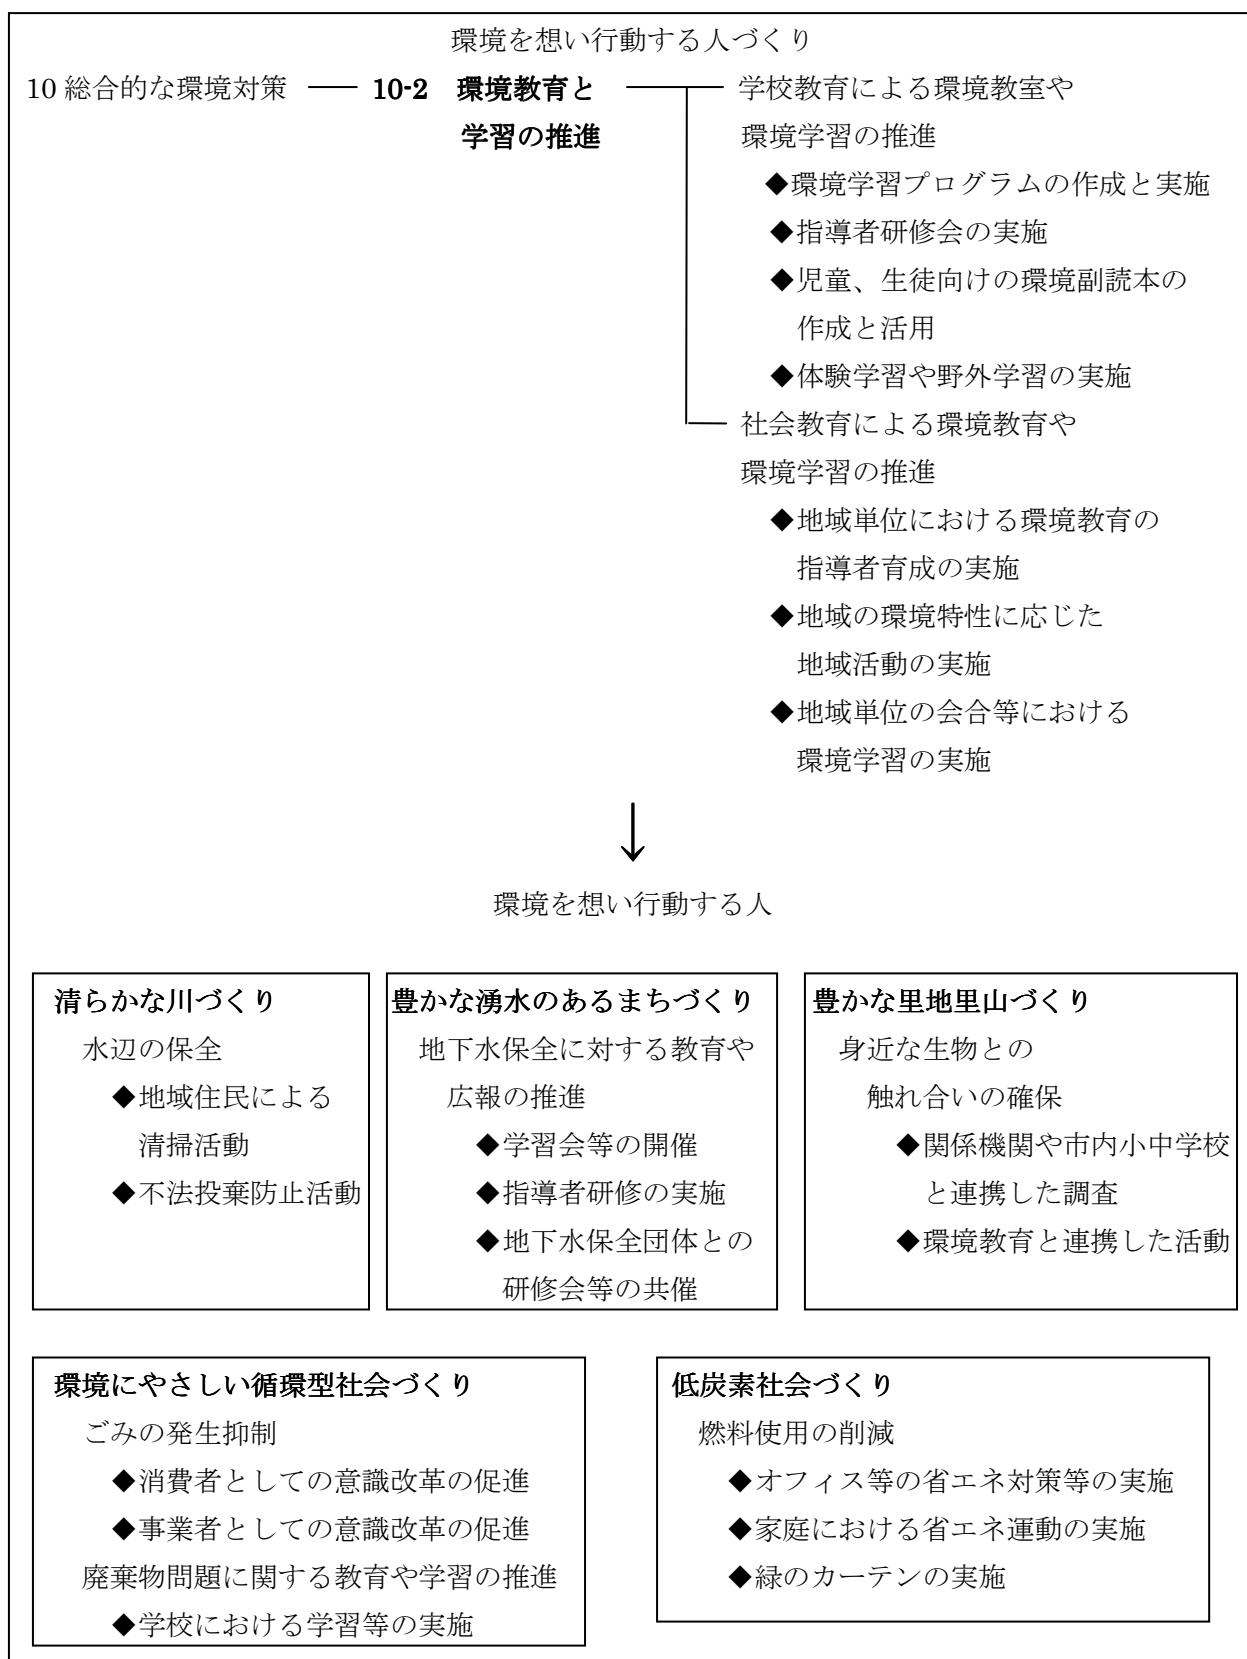 環境を想い行動する人づくり
10 総合的な環境対策 10-2 環境教育と 学校教育による環境教室や
学習の推進 環境学習の推進
◆環境学習プログラムの作成と実施
◆指導者研修会の実施
◆児童、生徒向けの環境副読本の
作成と活用
◆体験学習や野外学習の実施
社会教育による環境教育や
環境学習の推進
◆地域単位における環境教育の
指導者育成の実施
◆地域の環境特性に応じた
地域活動の実施
◆地域単位の会合等における
環境学習の実施
環境を想い行動する人
清らかな川づくり
水辺の保全
◆地域住民による
清掃活動
◆不法投棄防止活動
豊かな湧水のあるまちづくり
地下水保全に対する教育や
広報の推進
◆学習会等の開催
◆指導者研修の実施
◆地下水保全団体との
研修会等の共催
豊かな里地里山づくり
身近な生物との
触れ合いの確保
◆関係機関や市内小中学校
と連携した調査
◆環境教育と連携した活動
環境にやさしい循環型社会づくり
ごみの発生抑制
◆消費者としての意識改革の促進
◆事業者としての意識改革の促進
廃棄物問題に関する教育や学習の推進
◆学校における学習等の実施
低炭素社会づくり
燃料使用の削減
◆オフィス等の省エネ対策等の実施
◆家庭における省エネ運動の実施
◆緑のカーテンの実施